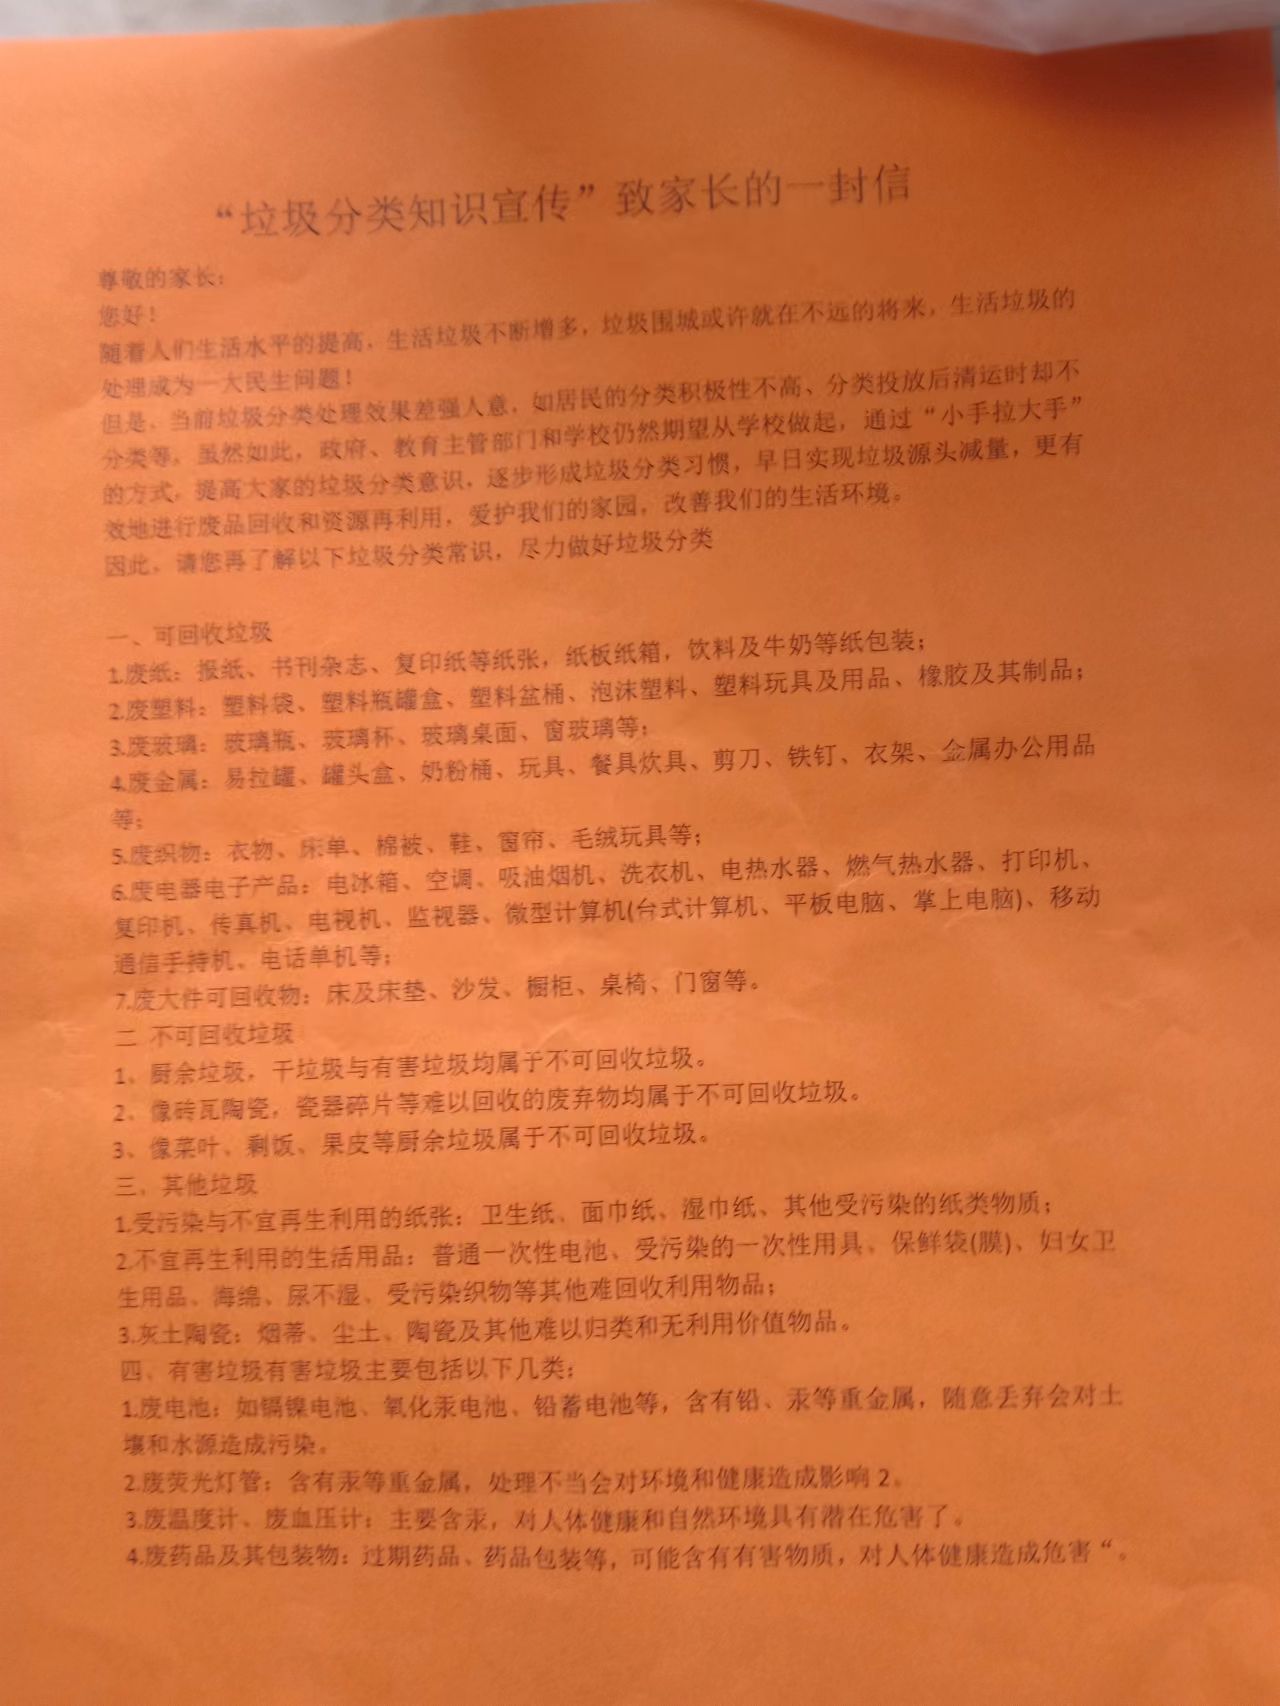 “垃圾分类知识宣传”致家长的一封信
尊敬的家长：
您好！
随着人们生活水平的提高，生活垃圾不断增多，垃圾围城或许就在不远的将来，生活垃圾的
处理成为一大民生问题！
但是，当前垃圾分类处理效果差强人意，如居民的分类积极性不高、分类投放后清运时却不
分类等。虽然如此，政府、教育主管部门和学校仍然期望从学校做起，通过“小手拉大手”
的方式，提高大家的垃圾分类意识，逐步形成垃圾分类习惯，早日实现垃圾源头减量，更有
效地进行废品回收和资源再利用，爱护我们的家园，改善我们的生活环境。
因此，请您再了解以下垃圾分类常识，尽力做好垃圾分类
一、可回收垃圾
1.废纸：报纸、书刊杂志、复印纸等纸张，纸板纸箱，饮料及牛奶等纸包装；
2.废塑料：塑料袋、塑料瓶罐盒、塑料盆桶、泡沫塑料、塑料玩具及用品、橡胶及其制品；
3.废玻璃：玻璃瓶、玻璃杯、玻璃桌面、窗玻璃等；
4.废金属：易拉罐、罐头盒、奶粉桶、玩具、餐具炊具、剪刀、铁钉、衣架、金属办公用品
等；
5.废织物：衣物、床单、棉被、鞋、窗帘、毛绒玩具等；
6.废电器电子产品：电冰箱、空调、吸油烟机、洗衣机、电热水器、燃气热水器、打印机、
复印机、传真机、电视机、监视器、微型计算机(台式计算机、平板电脑、掌上电脑)、移动
通信手持机、电话单机等；
7.废大件可回收物：床及床垫、沙发、橱柜、桌椅、门窗等。
二 不可回收垃圾
1、厨余垃圾，干垃圾与有害垃圾均属于不可回收垃圾。
2、像砖瓦陶瓷，瓷器碎片等难以回收的废弃物均属于不可回收垃圾。
3、像菜叶、剩饭、果皮等厨余垃圾属于不可回收垃圾。
三、其他垃圾
1.受污染与不宜再生利用的纸张：卫生纸、面巾纸、湿巾纸、其他受污染的纸类物质；
2.不宜再生利用的生活用品：普通一次性电池、受污染的一次性用具、保鲜袋(膜)、妇女卫
生用品、海绵、尿不湿、受污染织物等其他难回收利用物品；
3.灰土陶瓷：烟蒂、尘土、陶瓷及其他难以归类和无利用价值物品。
四、有害垃圾有害垃圾主要包括以下几类：
1.废电池：如镉镍电池、氧化汞电池、铅蓄电池等，含有铅、汞等重金属，随意丢弃会对土
壤和水源造成污染。
2.废荧光灯管：含有汞等重金属，处理不当会对环境和健康造成影响 2。
3.废温度计、废血压计：主要含汞，对人体健康和自然环境具有潜在危害了。
4.废药品及其包装物：过期药品、药品包装等，可能含有有害物质，对人体健康造成危害“。